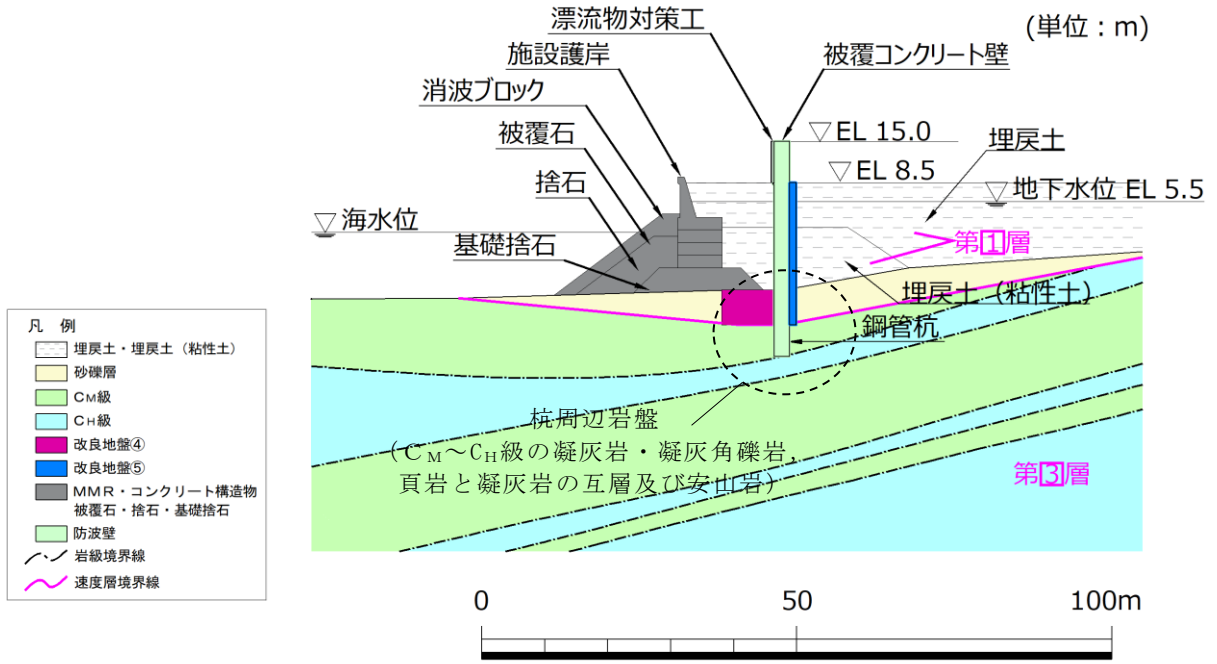 漂流物対策工
(単位：m)
施設護岸
被覆コンクリート壁
消波ブロック
EL 15.0
被覆石
埋戻土
EL 8.5
捨石
地下水位 EL 5.5
海水位
基礎捨石
第1層
埋戻土（粘性土）
鋼管杭
杭周辺岩盤
（CM～CH級の凝灰岩・凝灰角礫岩，
頁岩と凝灰岩の互層及び安山岩）
第3層
凡 例
埋戻土・埋戻土（粘性土）
砂礫層
CM級
CH級
改良地盤④
改良地盤⑤
MMR・コンクリート構造物
被覆石・捨石・基礎捨石
防波壁
岩級境界線
速度層境界線
0
50
100m